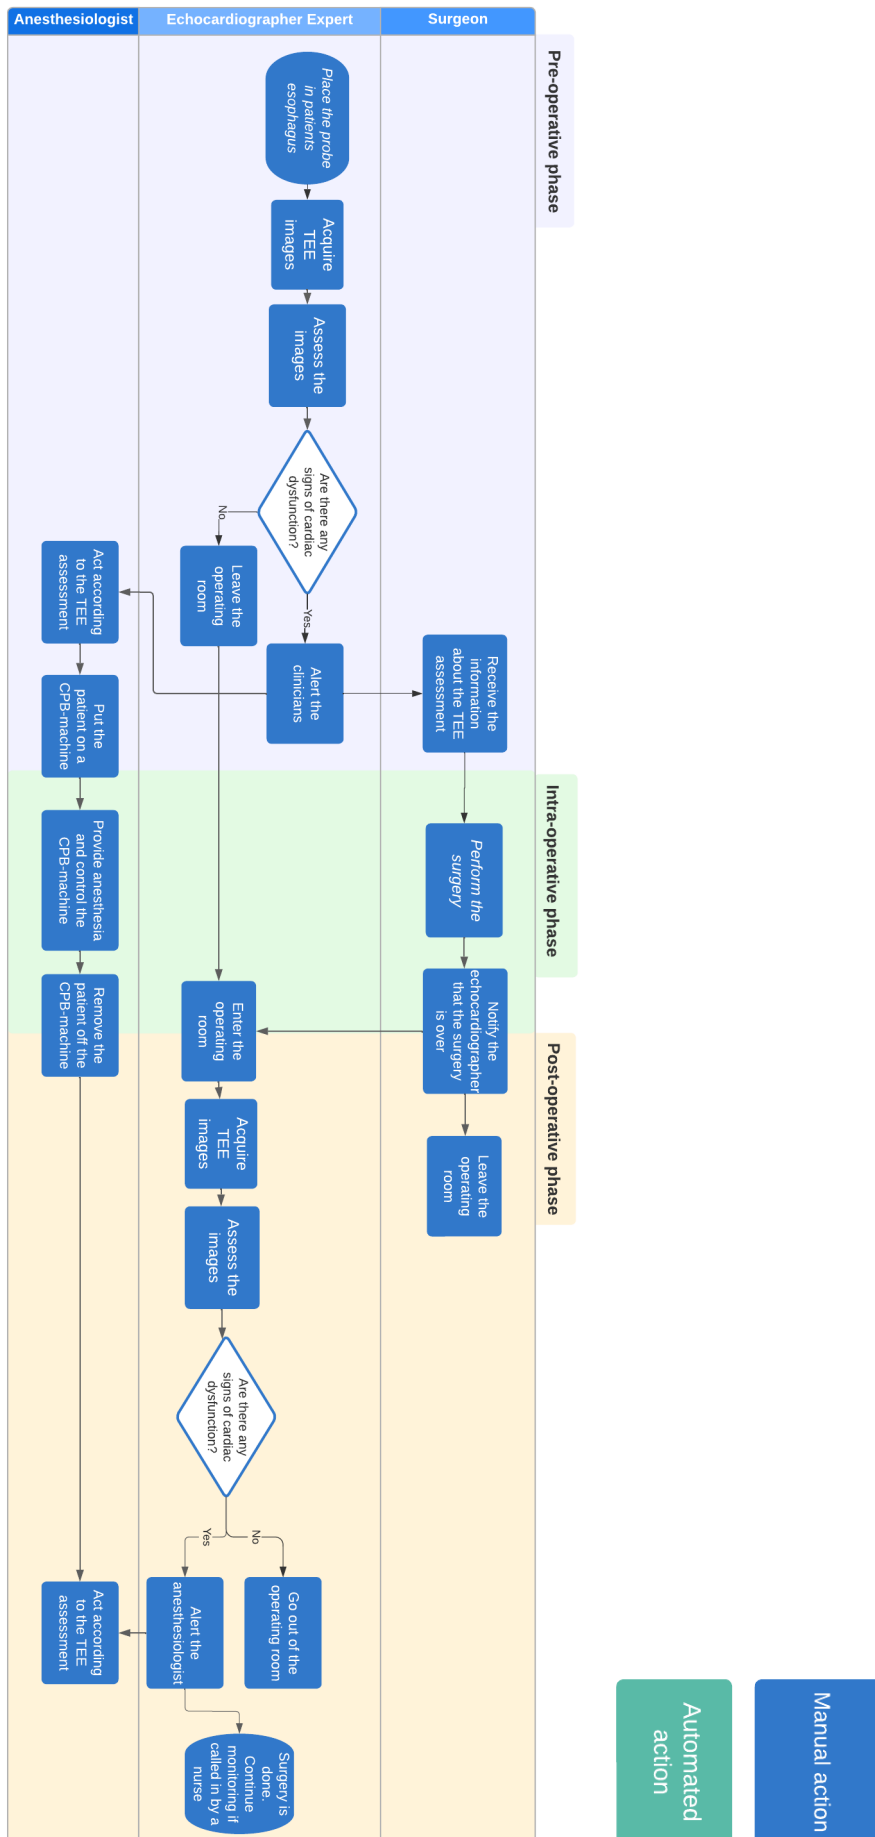 Anesthesiologist
Echocardiographer Expert
Surgeon
Pre-operative phase
Place the probe
in patients
esophagus
Acquire
TEE
images
Assess the
images
Are there any
signs of cardiac
dysfunction?
No
Yes
Leave the
operating
room
Alert the
clinicians
Act according
to the TEE
assessment
Receive the
information
about the TEE
assessment
Put the
patient on a
CPB-machine
Intra-operative phase
Provide anesthesia
and control the
CPB-machine
Perform the
surgery
Remove the
patient off the
CPB-machine
Notify the
echocardiographer
that the surgery
is over
Enter the
operating
room
Post-operative phase
Acquire
TEE
images
Leave the
operating
room
Assess the
images
Are there any
signs of cardiac
dysfunction?
No
Yes
Go out of the
operating room
Alert the
anesthesiologist
Act according
to the TEE
assessment
Surgery is
done.
Continue
monitoring if
called in by a
nurse
Manual action
Automated
action